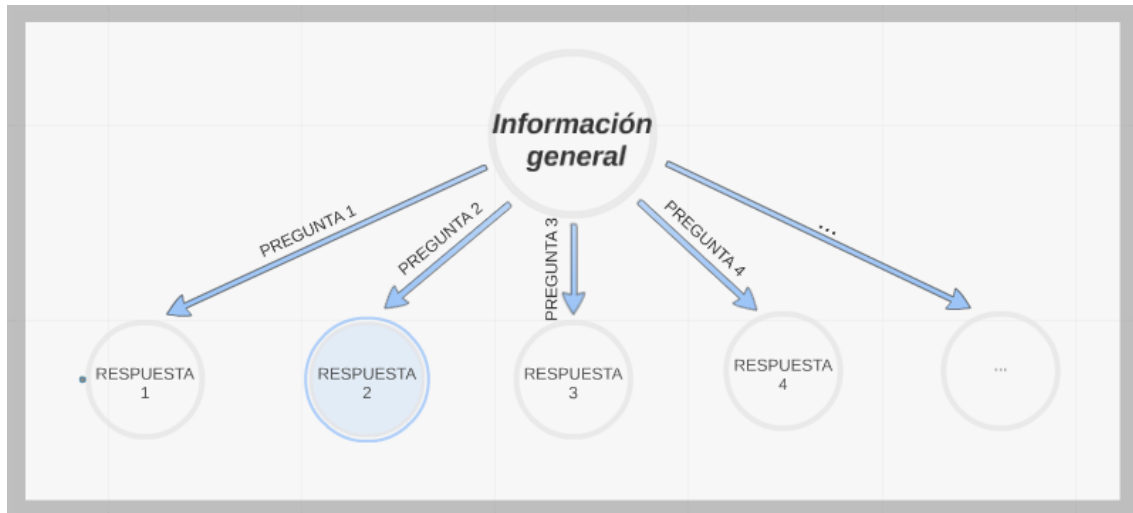 Información
general
PREGUNTA 1
PREGUNTA 2
PREGUNTA 3
PREGUNTA 4
...
RESPUESTA
1
RESPUESTA
2
RESPUESTA
3
RESPUESTA
4
...